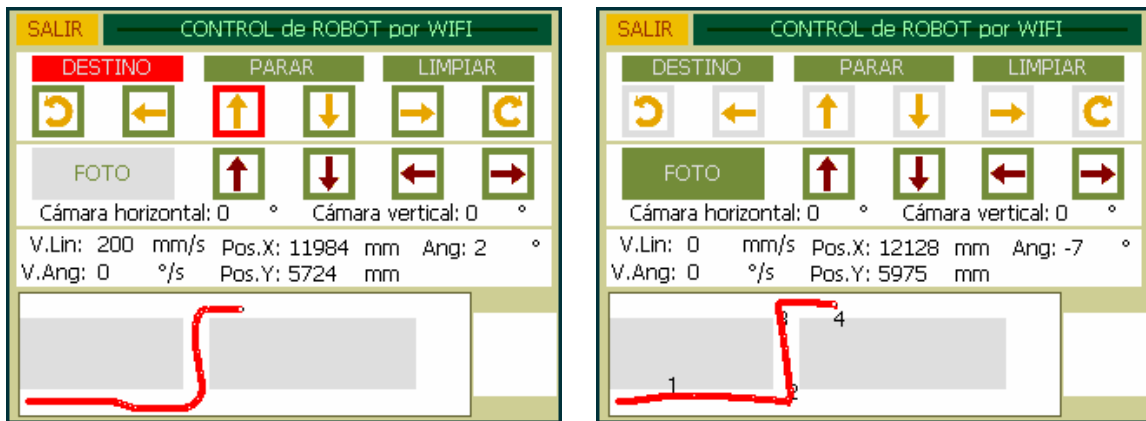 SALIR CONTROL de ROBOT por WIFI
DESTINO PARAR LIMPIAR
FOTO
Cámara horizontal: 0 ° Cámara vertical: 0 °
V.Lin: 200 mm/s Pos.X: 11984 mm Ang: 2 °
V.Ang: 0 °/s Pos.Y: 5724 mm
SALIR CONTROL de ROBOT por WIFI
DESTINO PARAR LIMPIAR
FOTO
Cámara horizontal: 0 ° Cámara vertical: 0 °
V.Lin: 0 mm/s Pos.X: 12128 mm Ang: -7 °
V.Ang: 0 °/s Pos.Y: 5975 mm
3 4
1 2